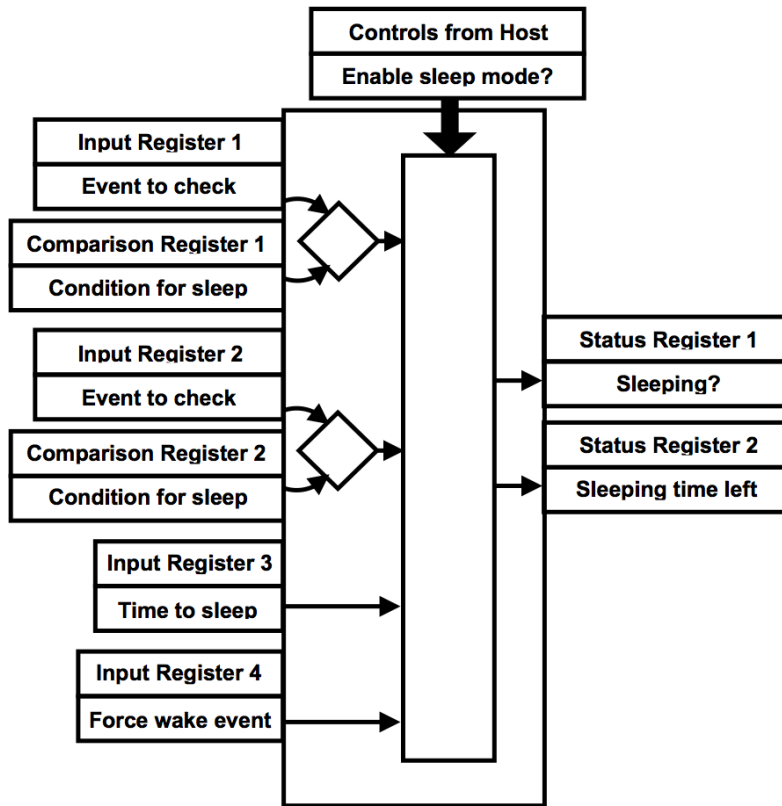 Controls from Host
Enable sleep mode?
Input Register 1
Event to check
Comparison Register 1
Condition for sleep
Input Register 2
Event to check
Comparison Register 2
Condition for sleep
Input Register 3
Time to sleep
Input Register 4
Force wake event
Status Register 1
Sleeping?
Status Register 2
Sleeping time left